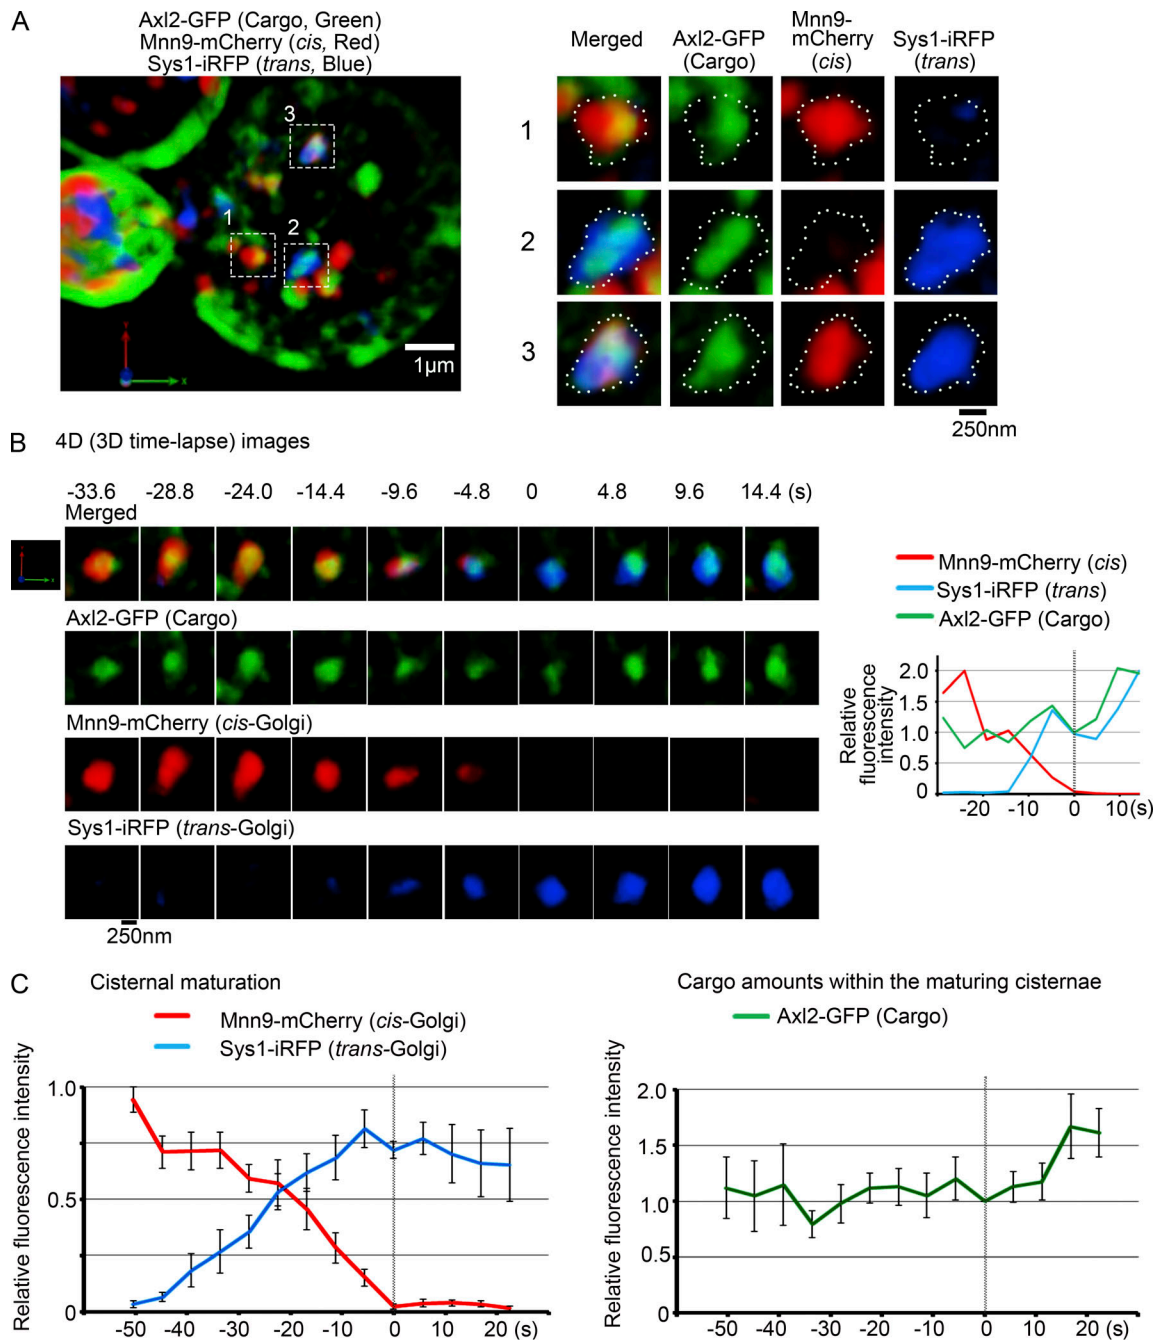 A
Axl2-GFP (Cargo, Green)
Mnn9-mCherry (cis, Red)
Sys1-iRFP (trans, Blue)
3
1
2
Y
X
1µm
Merged
Axl2-GFP
(Cargo)
Mnn9-
mCherry
(cis)
Sys1-iRFP
(trans)
1
2
3
250nm
B 4D (3D time-lapse) images
-33.6 -28.8 -24.0 -14.4 -9.6 -4.8 0 4.8 9.6 14.4 (s)
Merged
Axl2-GFP (Cargo)
Mnn9-mCherry (cis-Golgi)
Sys1-iRFP (trans-Golgi)
250nm
Mnn9-mCherry (cis)
Sys1-iRFP (trans)
Axl2-GFP (Cargo)
Relative
fluorescence
intensity
2.0
1.5
1.0
0.5
0
-20 -10 0 10 (s)
C Cisternal maturation
Mnn9-mCherry (cis-Golgi)
Sys1-iRFP (trans-Golgi)
Relative fluorescence intensity
1.0
0.5
0
-50 -40 -30 -20 -10 0 10 20 (s)
Cargo amounts within the maturing cisternae
Axl2-GFP (Cargo)
Relative fluorescence intensity
2.0
1.5
1.0
0.5
0
-50 -40 -30 -20 -10 0 10 20 (s)